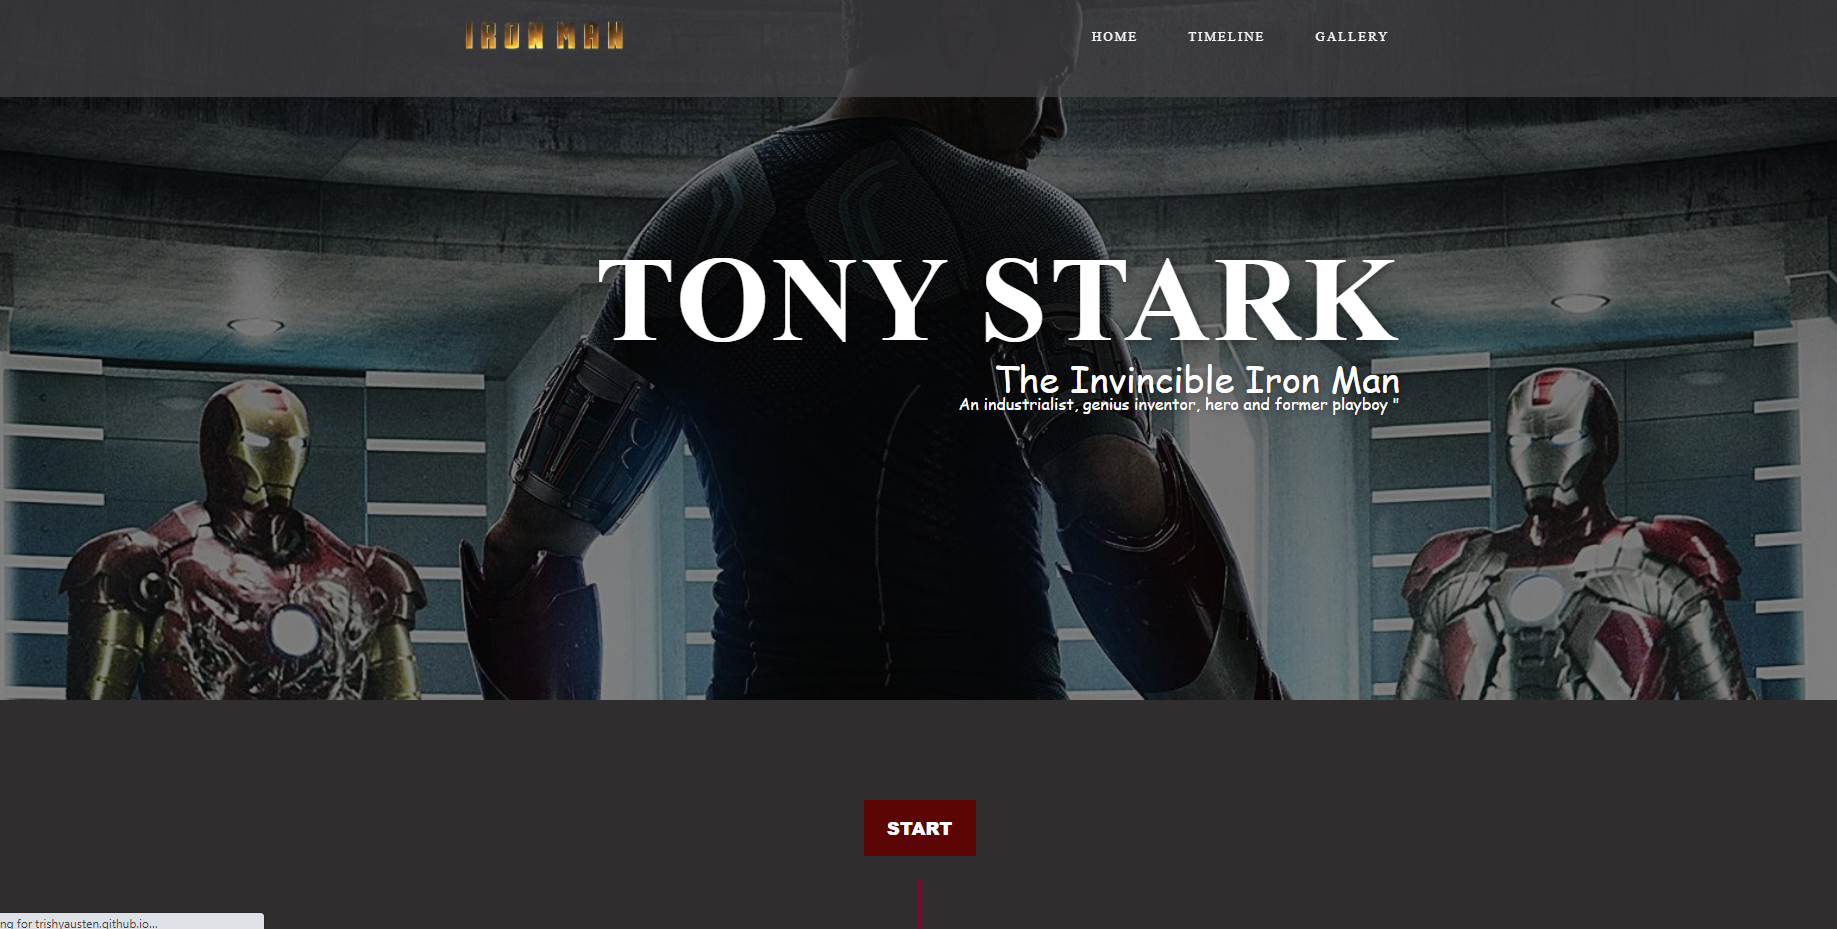 IRON MAN
HOME TIMELINE GALLERY
TONY STARK
The Invincible Iron Man
An industrialist, genius inventor, hero and former playboy "
START
ng for trishyausten.github.io...